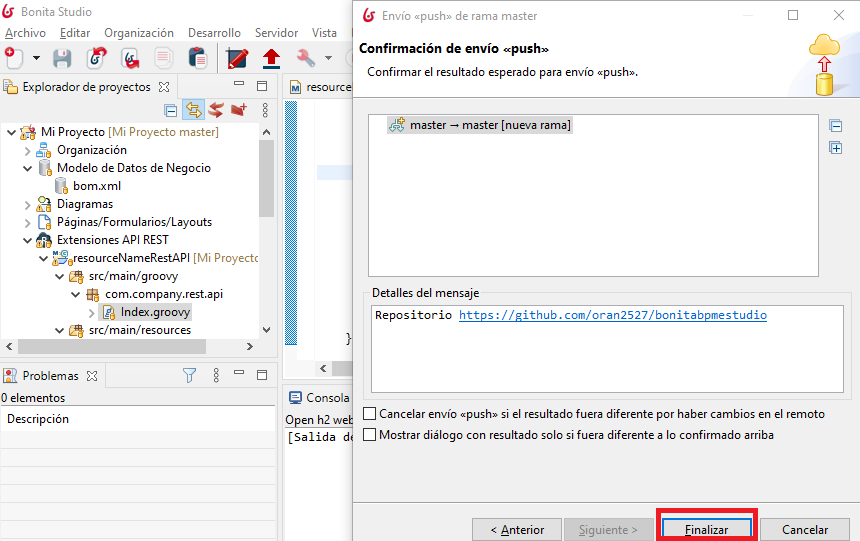 Bonita Studio
Archivo Editar Organización Desarrollo Servidor Vista
Explorador de proyectos
Mi Proyecto [Mi Proyecto master]
Organización
Modelo de Datos de Negocio
bom.xml
Diagramas
Páginas/Formularios/Layouts
Extensiones API REST
resourceNameRestAPI [Mi Proyecto
src/main/groovy
com.company.rest.api
Index.groovy
src/main/resources
Problemas
0 elementos
Descripción
resource
}
Consola
Open h2 web
[Salida de
Envío «push» de rama master
Confirmación de envío «push»
Confirmar el resultado esperado para envío «push».
master → master [nueva rama]
Detalles del mensaje
Repositorio https://github.com/oran2527/bonitabpmestudio
Cancelar envío «push» si el resultado fuera diferente por haber cambios en el remoto
Mostrar diálogo con resultado solo si fuera diferente a lo confirmado arriba
< Anterior Siguiente > Finalizar Cancelar